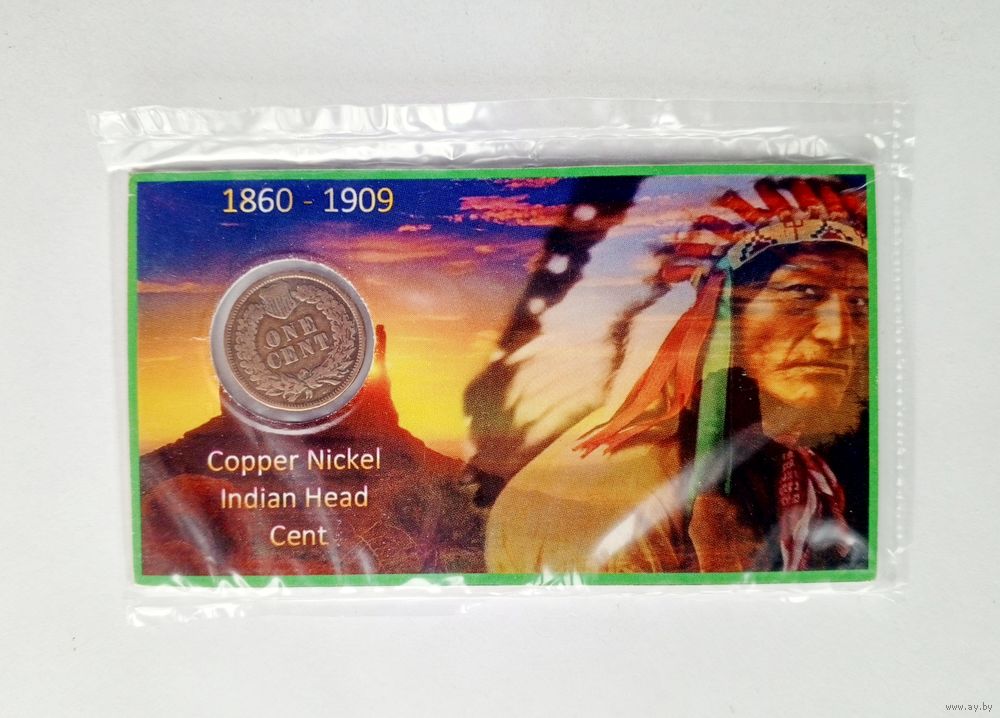 1860 - 1909
ONE
CENT
Copper Nickel
Indian Head
Cent
www.ay.by